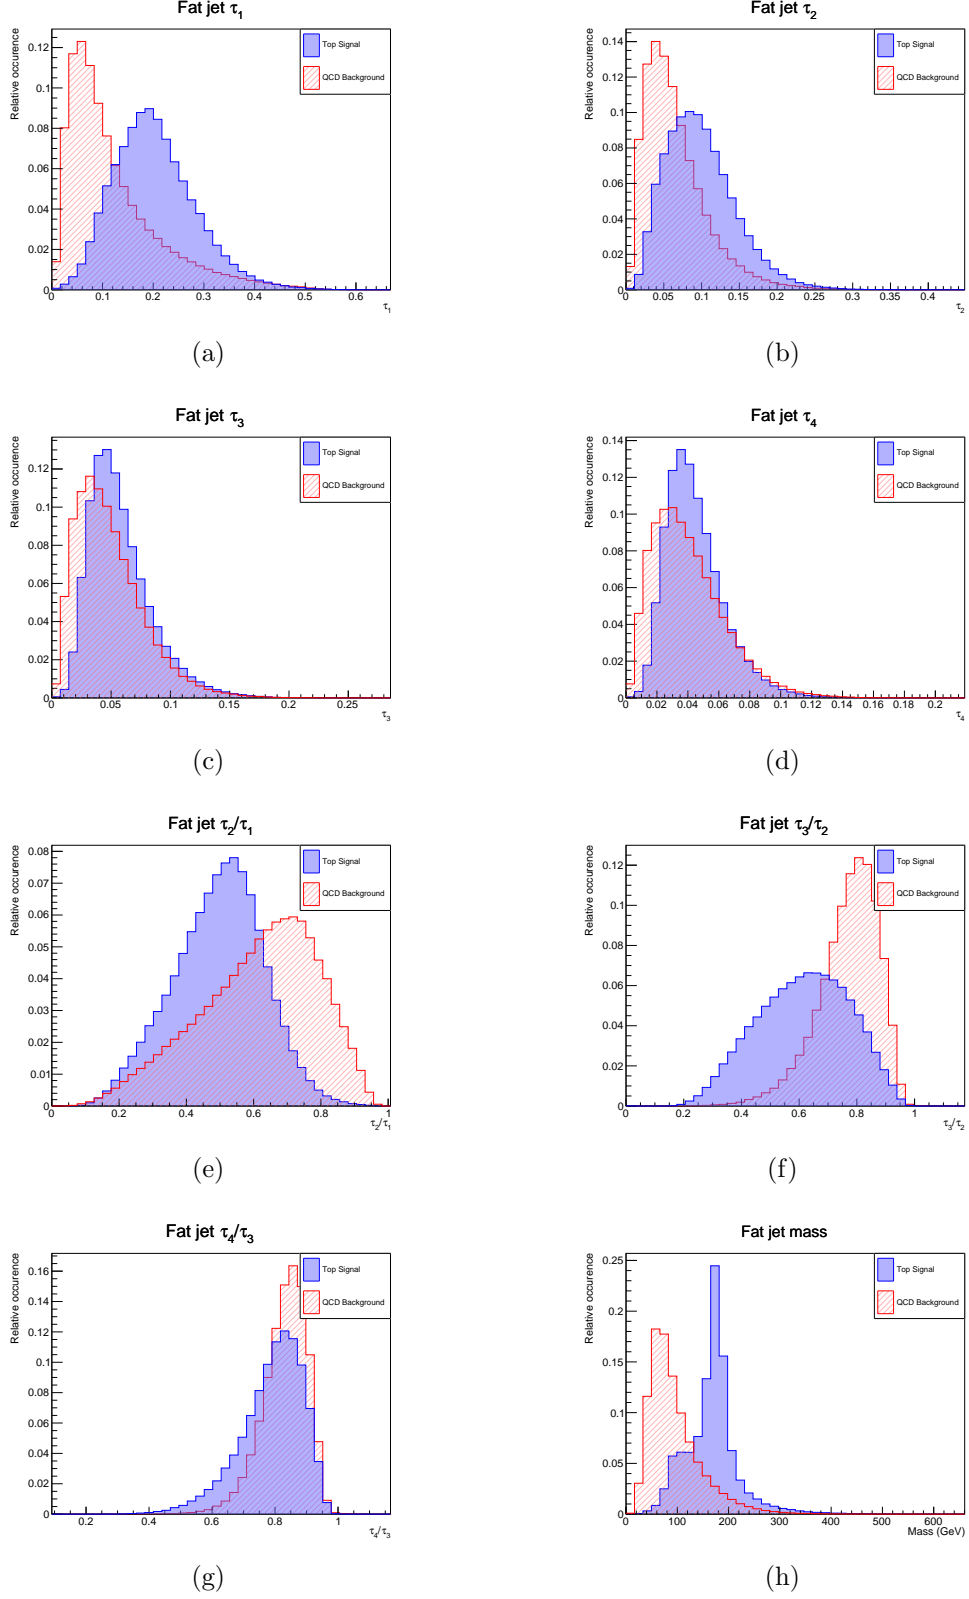 Fat jet τ1
Relative occurence
0.12
0.1
0.08
0.06
0.04
0.02
0
Top Signal
QCD Background
0 0.1 0.2 0.3 0.4 0.5 0.6
τ1
(a)
Fat jet τ2
Relative occurence
0.14
0.12
0.1
0.08
0.06
0.04
0.02
0
Top Signal
QCD Background
0 0.05 0.1 0.15 0.2 0.25 0.3 0.35 0.4
τ2
(b)
Fat jet τ3
Relative occurence
0.12
0.1
0.08
0.06
0.04
0.02
0
Top Signal
QCD Background
0 0.05 0.1 0.15 0.2 0.25
τ3
(c)
Fat jet τ4
Relative occurence
0.14
0.12
0.1
0.08
0.06
0.04
0.02
0
Top Signal
QCD Background
0 0.02 0.04 0.06 0.08 0.1 0.12 0.14 0.16 0.18 0.2
τ4
(d)
Fat jet τ2/τ1
Relative occurence
0.08
0.07
0.06
0.05
0.04
0.03
0.02
0.01
0
Top Signal
QCD Background
0 0.2 0.4 0.6 0.8 1
τ2/τ1
(e)
Fat jet τ3/τ2
Relative occurence
0.12
0.1
0.08
0.06
0.04
0.02
0
Top Signal
QCD Background
0 0.2 0.4 0.6 0.8 1
τ3/τ2
(f)
Fat jet τ4/τ3
Relative occurence
0.16
0.14
0.12
0.1
0.08
0.06
0.04
0.02
0
Top Signal
QCD Background
0.2 0.4 0.6 0.8 1
τ4/τ3
(g)
Fat jet mass
Relative occurence
0.25
0.2
0.15
0.1
0.05
0
Top Signal
QCD Background
0 100 200 300 400 500 600
Mass (GeV)
(h)